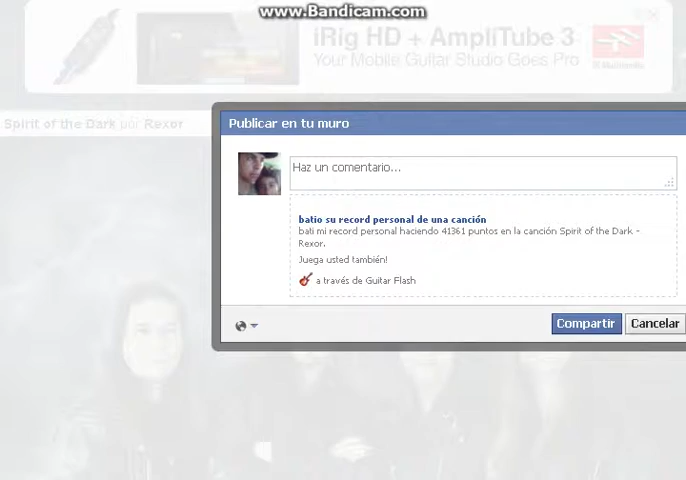 www.Bandicam.com
iRig HD + AmpliTube 3
Your Mobile Guitar Studio Goes Pro
Spirit of the Dark por Rexor
Publicar en tu muro
Haz un comentario...
batio su record personal de una canción
bati mi record personal haciendo 41361 puntos en la canción Spirit of the Dark -
Rexor.
Juega usted también!
a través de Guitar Flash
Compartir
Cancelar